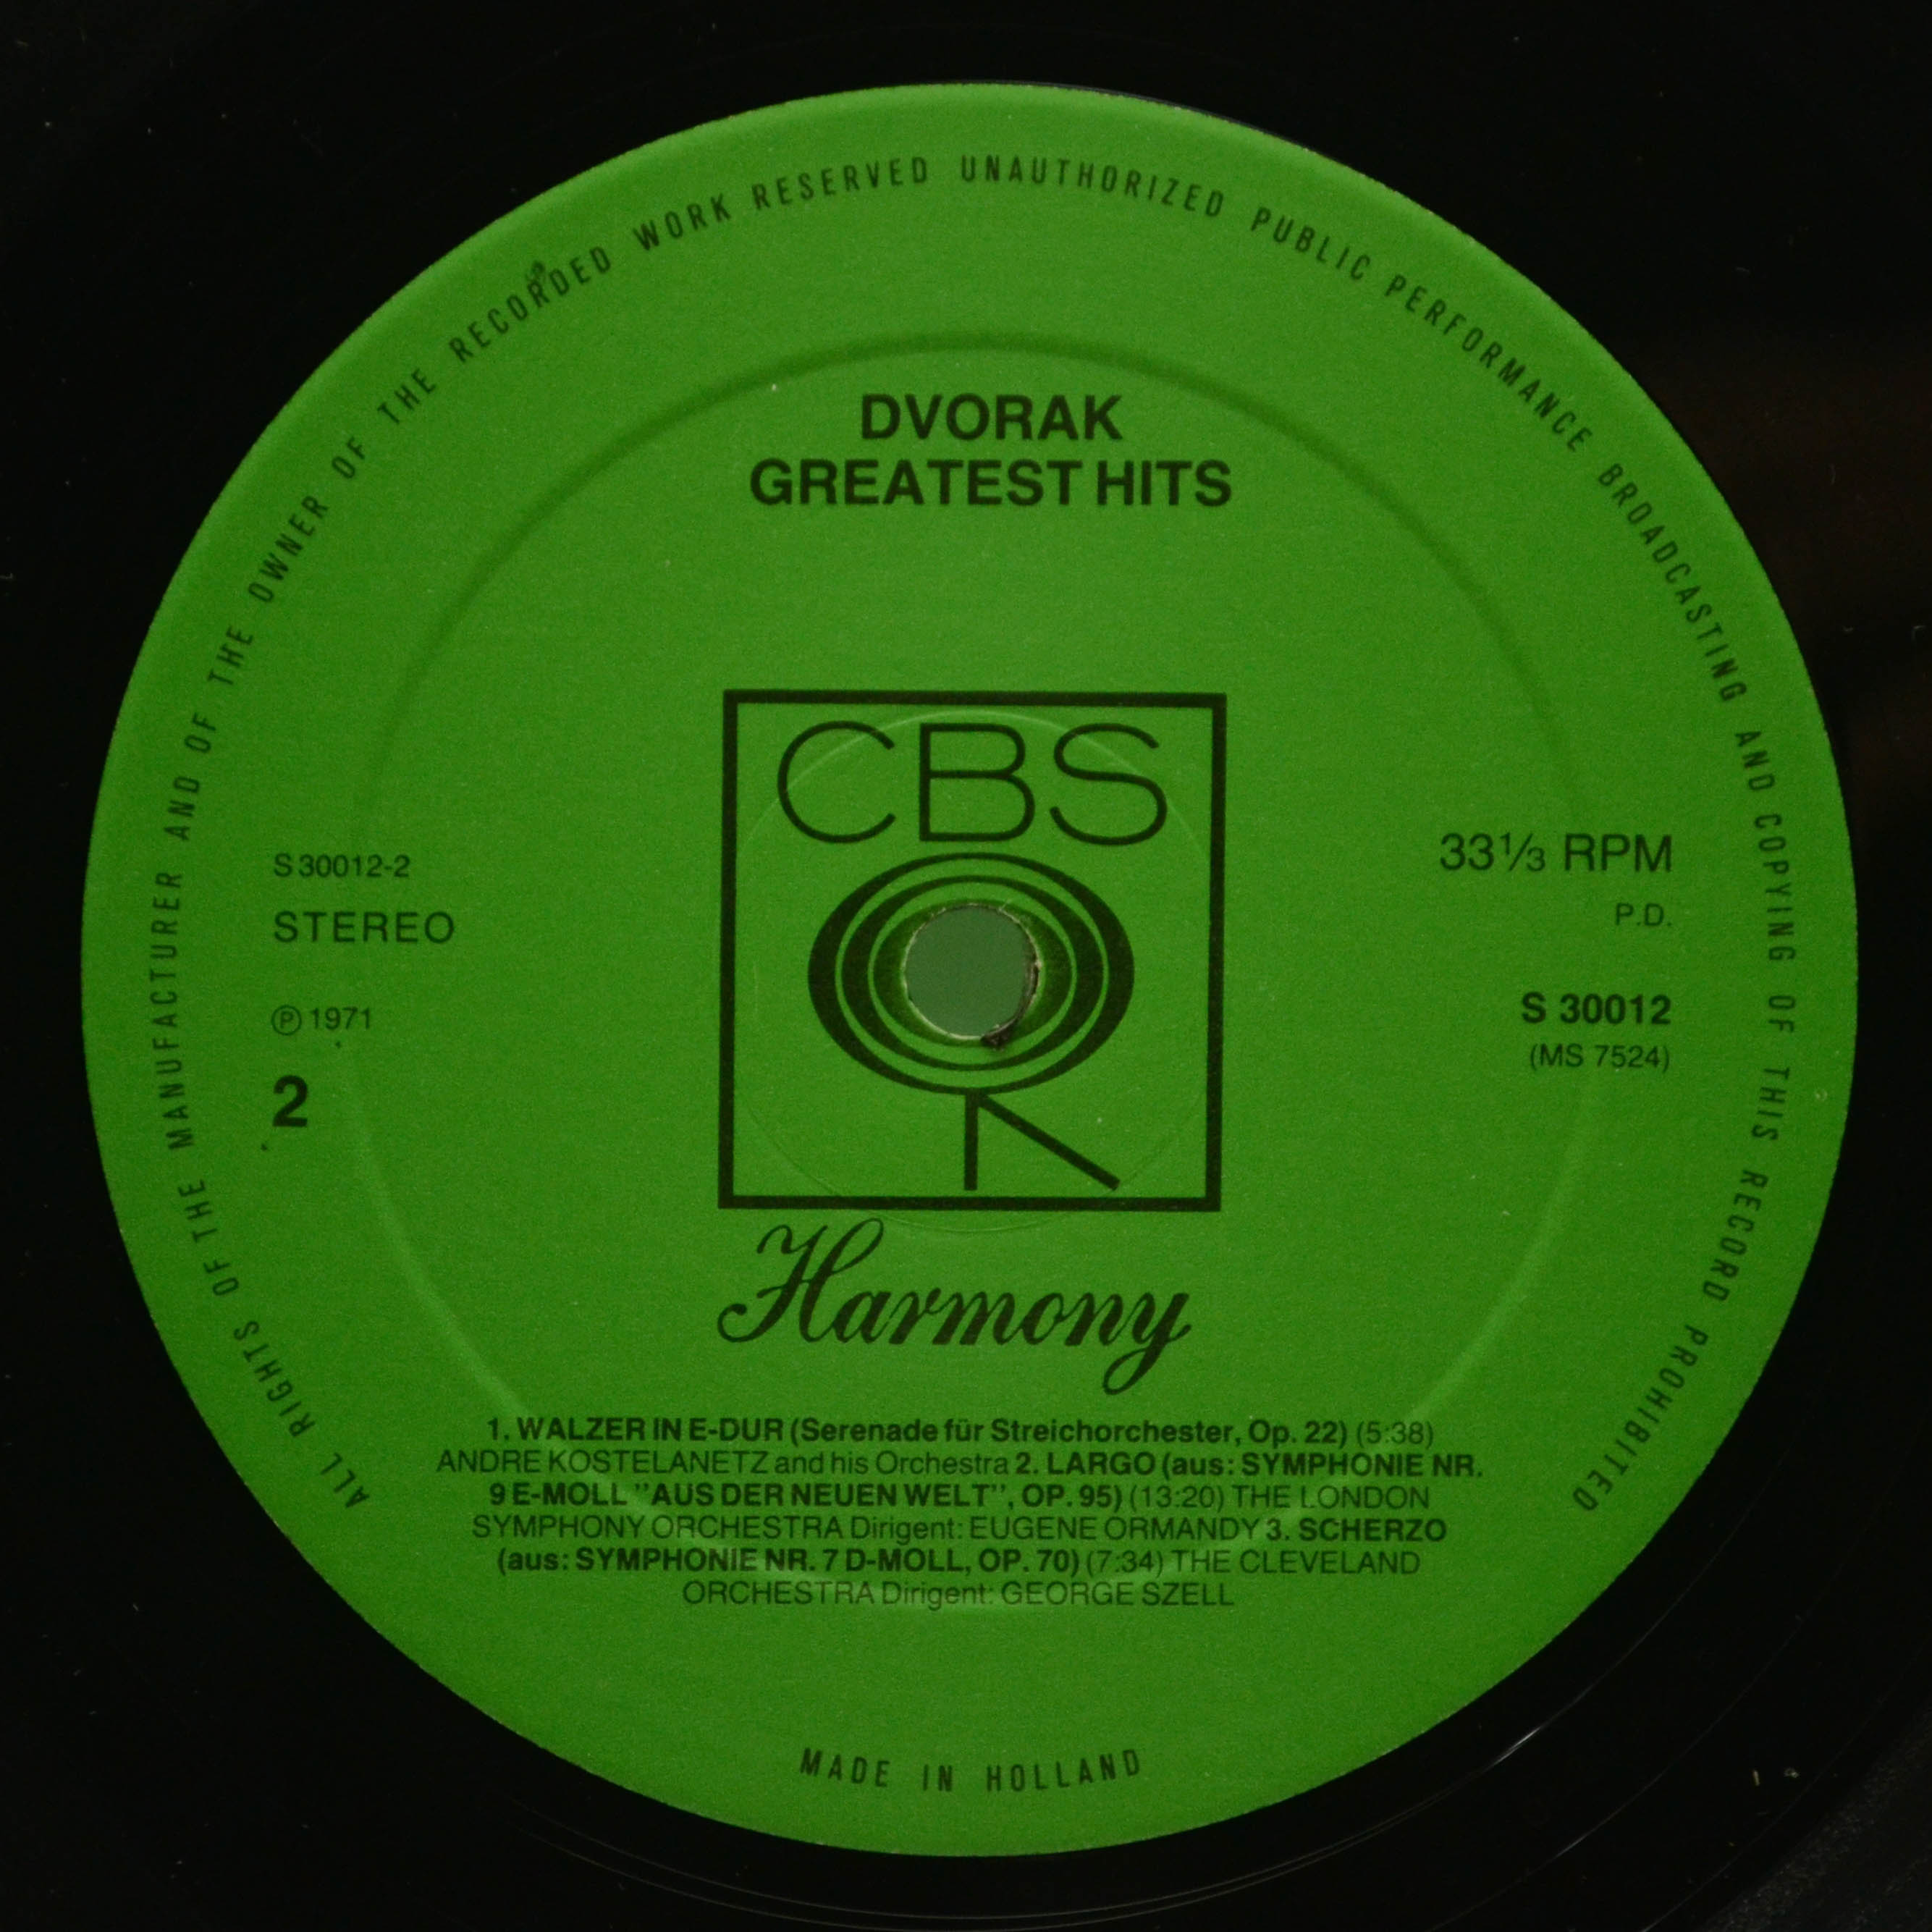 ALL RIGHTS OF THE MANUFACTURER AND OF THE OWNER OF THE RECORDED WORK RESERVED UNAUTHORIZED PUBLIC PERFORMANCE BROADCASTING AND COPYING OF THIS RECORD PROHIBITED
DVORAK
GREATEST HITS
CBS
S 30012-2
STEREO
℗ 1971
2
33⅓ RPM
P.D.
S 30012
(MS 7524)
Harmony
1. WALZER IN E-DUR (Serenade für Streichorchester, Op. 22) (5:38)
ANDRE KOSTELANETZ and his Orchestra 2. LARGO (aus: SYMPHONIE NR.
9 E-MOLL "AUS DER NEUEN WELT", OP. 95) (13:20) THE LONDON
SYMPHONY ORCHESTRA Dirigent: EUGENE ORMANDY 3. SCHERZO
(aus: SYMPHONIE NR. 7 D-MOLL, OP. 70) (7:34) THE CLEVELAND
ORCHESTRA Dirigent: GEORGE SZELL
MADE IN HOLLAND